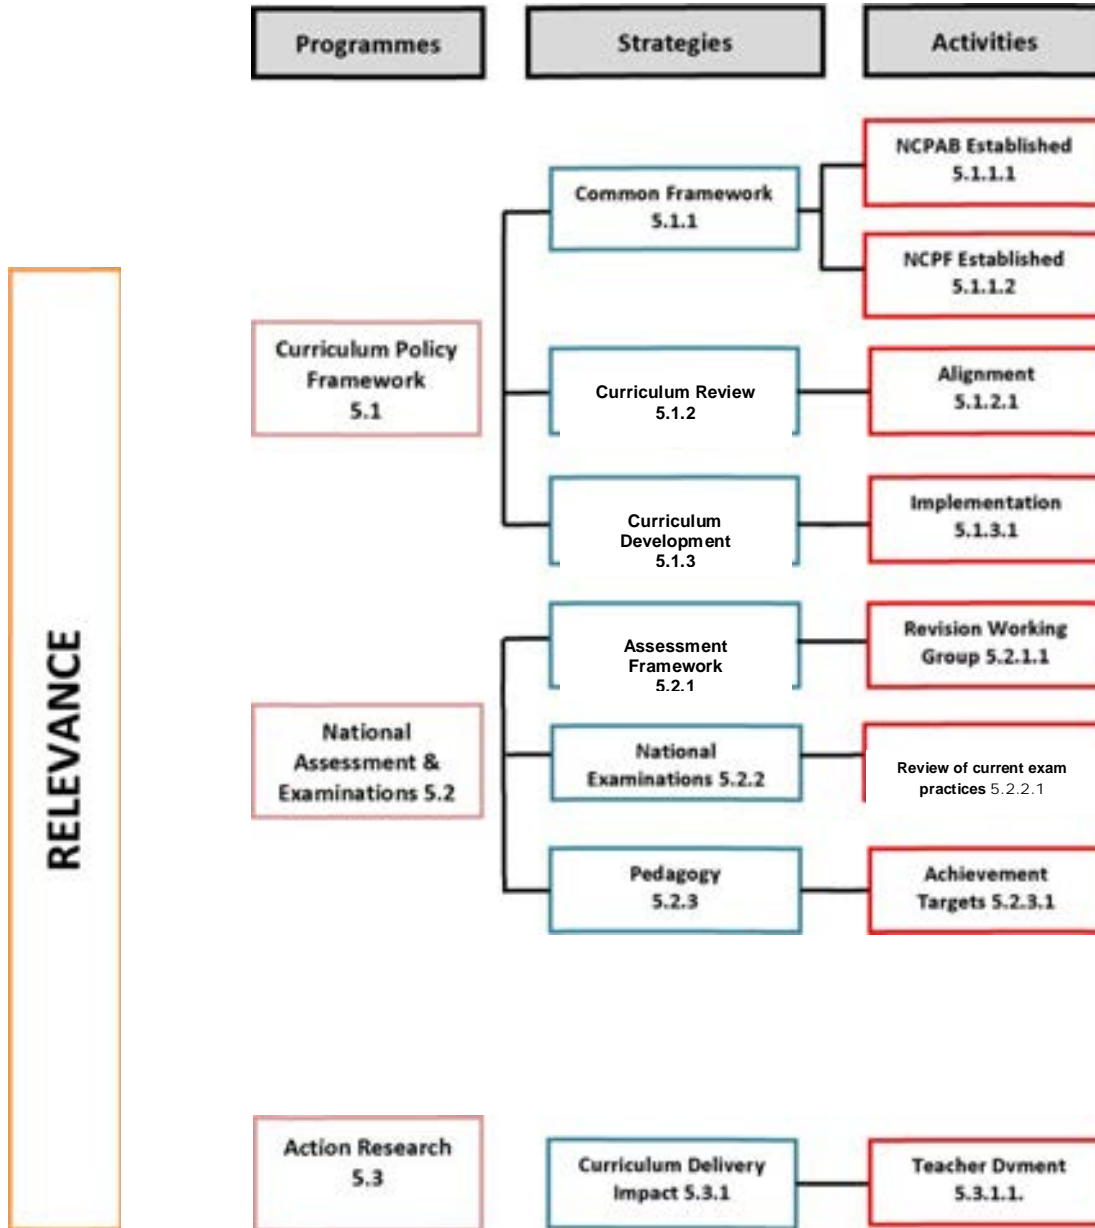 Programmes
Strategies
Activities
RELEVANCE
Curriculum Policy
Framework
5.1
Common Framework
5.1.1
NCPAB Established
5.1.1.1
NCPF Established
5.1.1.2
Curriculum Review
5.1.2
Alignment
5.1.2.1
Curriculum
Development
5.1.3
Implementation
5.1.3.1
National
Assessment &
Examinations 5.2
Assessment
Framework
5.2.1
Revision Working
Group 5.2.1.1
National
Examinations 5.2.2
Review of current exam
practices 5.2.2.1
Pedagogy
5.2.3
Achievement
Targets 5.2.3.1
Action Research
5.3
Curriculum Delivery
Impact 5.3.1
Teacher Dvment
5.3.1.1.